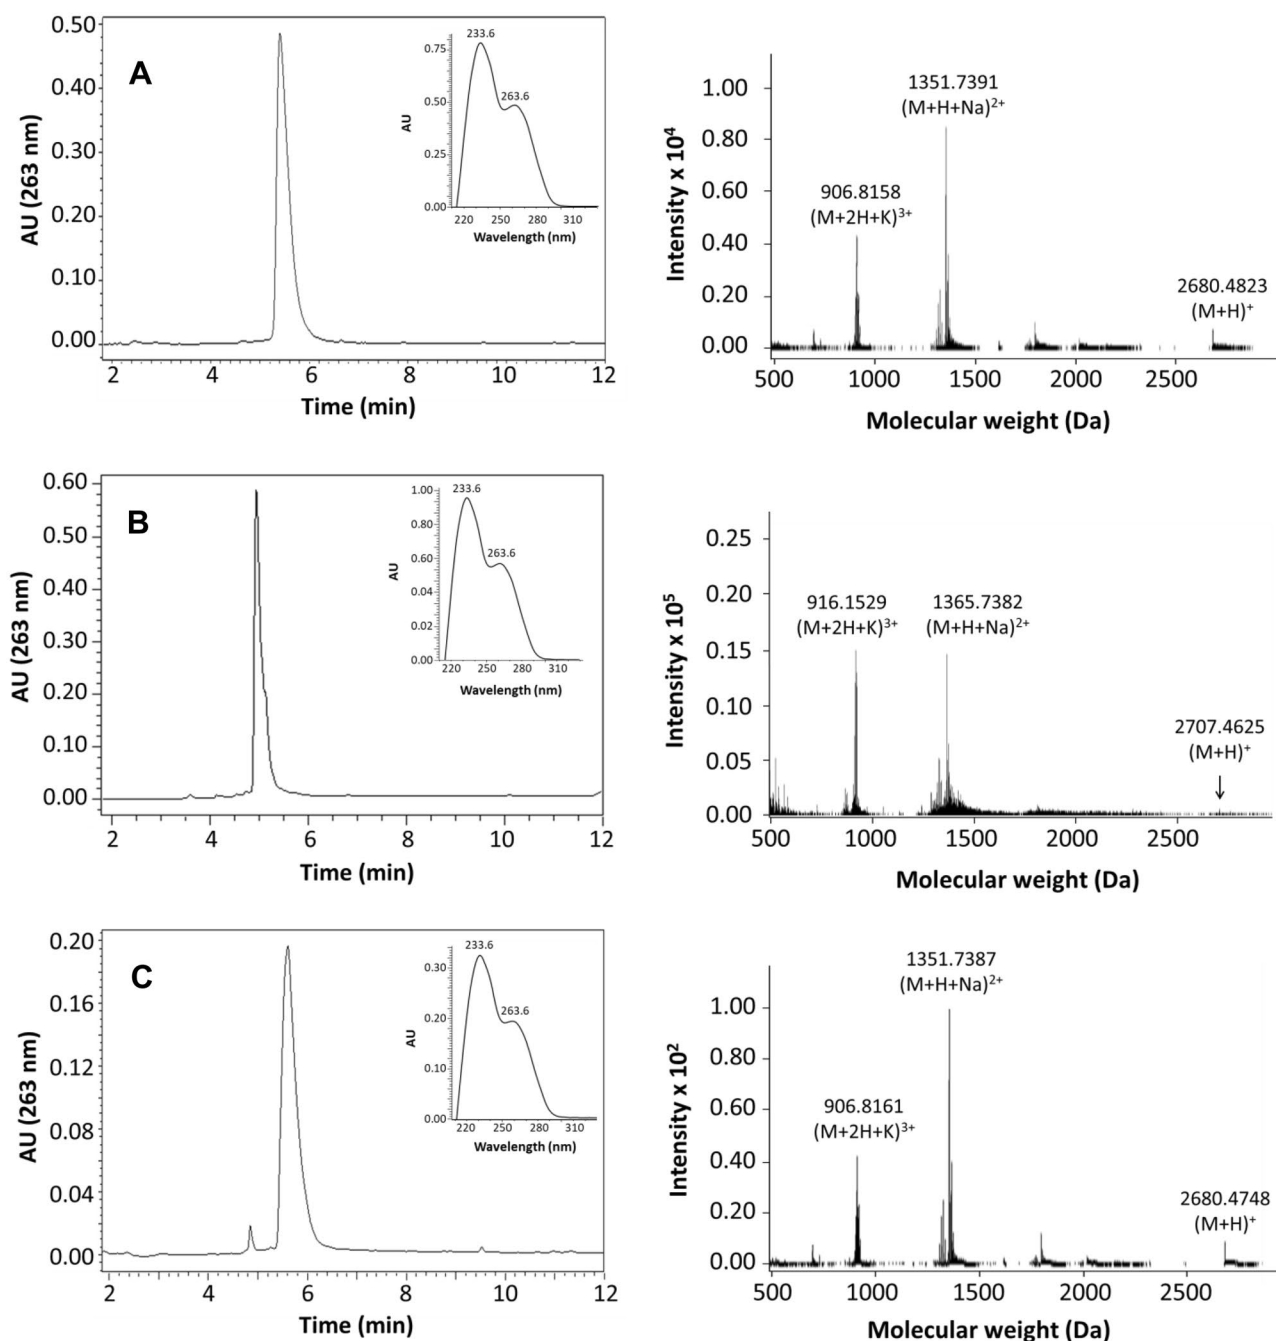 A
AU (263 nm)
0.50
0.40
0.30
0.20
0.10
0.00
2 4 6 8 10 12
Time (min)
233.6
263.6
AU
0.75
0.50
0.25
0.00
220 250 280 310
Wavelength (nm)
Intensity x 10⁴
1.00
0.80
0.60
0.40
0.20
0.00
1351.7391
(M+H+Na)²⁺
906.8158
(M+2H+K)³⁺
2680.4823
(M+H)⁺
500 1000 1500 2000 2500
Molecular weight (Da)
B
AU (263 nm)
0.60
0.50
0.40
0.30
0.20
0.10
0.00
2 4 6 8 10 12
Time (min)
233.6
263.6
AU
1.00
0.80
0.60
0.04
0.02
0.00
220 250 280 310
Wavelength (nm)
Intensity x 10⁵
0.25
0.20
0.15
0.10
0.05
0.00
916.1529
(M+2H+K)³⁺
1365.7382
(M+H+Na)²⁺
2707.4625
(M+H)⁺
500 1000 1500 2000 2500
Molecular weight (Da)
C
AU (263 nm)
0.20
0.16
0.12
0.08
0.04
0.00
2 4 6 8 10 12
Time (min)
233.6
263.6
AU
0.30
0.20
0.10
0.00
220 250 280 310
Wavelength (nm)
Intensity x 10²
1.00
0.80
0.60
0.40
0.20
0.00
1351.7387
(M+H+Na)²⁺
906.8161
(M+2H+K)³⁺
2680.4748
(M+H)⁺
500 1000 1500 2000 2500
Molecular weight (Da)